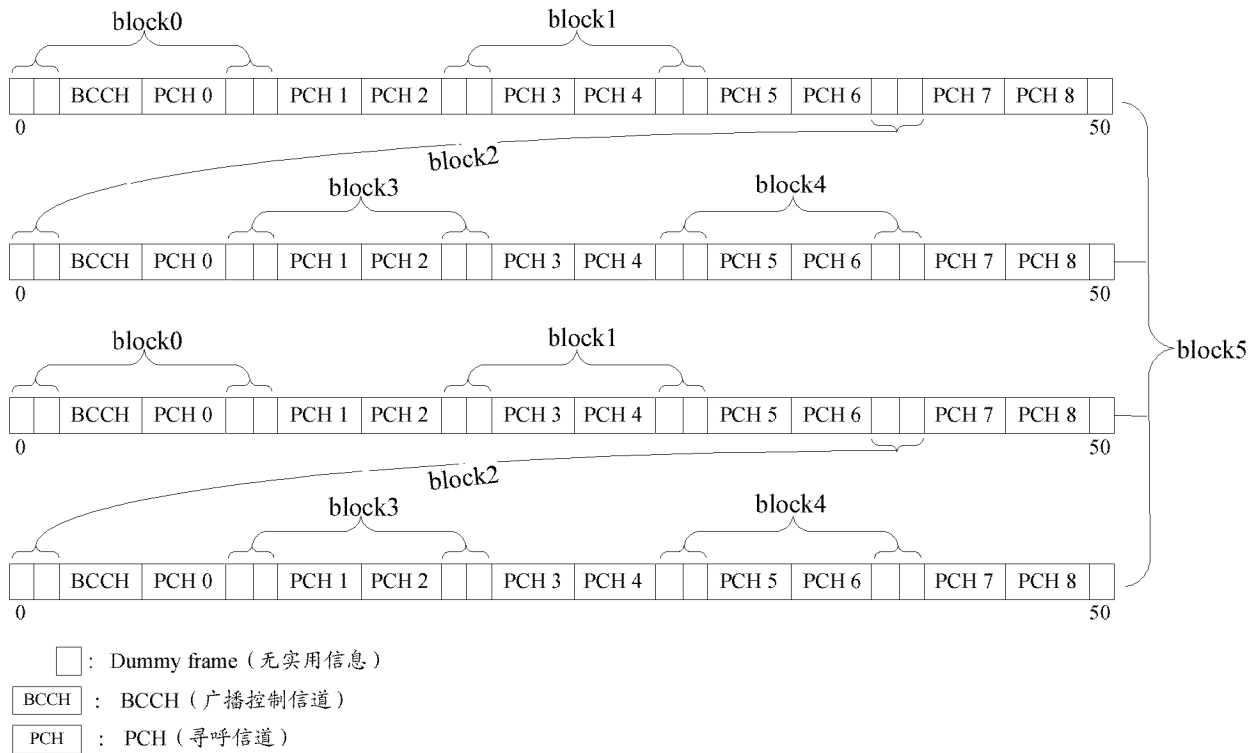 block0 block1
BCCH PCH 0 PCH 1 PCH 2 PCH 3 PCH 4 PCH 5 PCH 6 PCH 7 PCH 8
0 50
block2
block3 block4
BCCH PCH 0 PCH 1 PCH 2 PCH 3 PCH 4 PCH 5 PCH 6 PCH 7 PCH 8
0 50
block5
block0 block1
BCCH PCH 0 PCH 1 PCH 2 PCH 3 PCH 4 PCH 5 PCH 6 PCH 7 PCH 8
0 50
block2
block3 block4
BCCH PCH 0 PCH 1 PCH 2 PCH 3 PCH 4 PCH 5 PCH 6 PCH 7 PCH 8
0 50
: Dummy frame（无实用信息）
BCCH : BCCH（广播控制信道）
PCH : PCH（寻呼信道）